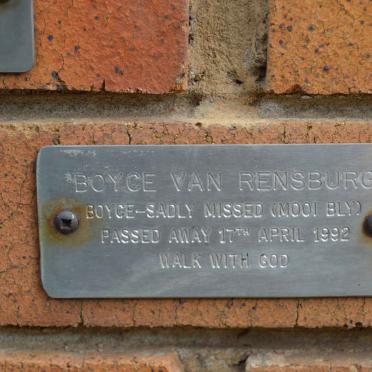 BOYCE VAN RENSBURG
BOYCE-SADLY MISSED (MOOI BLY)
PASSED AWAY 17TH APRIL 1992
WALK WITH GOD